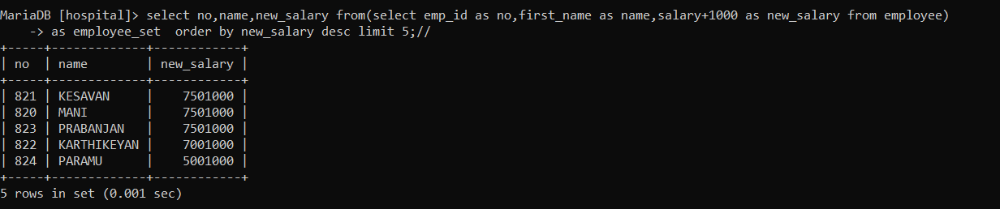 MariaDB [hospital]> select no,name,new_salary from(select emp_id as no,first_name as name,salary+1000 as new_salary from employee)
    -> as employee_set  order by new_salary desc limit 5;//
+-----+-------------+------------+
| no  | name        | new_salary |
+-----+-------------+------------+
| 821 | KESAVAN     |    7501000 |
| 820 | MANI        |    7501000 |
| 823 | PRABANJAN   |    7501000 |
| 822 | KARTHIKEYAN |    7001000 |
| 824 | PARAMU      |    5001000 |
+-----+-------------+------------+
5 rows in set (0.001 sec)